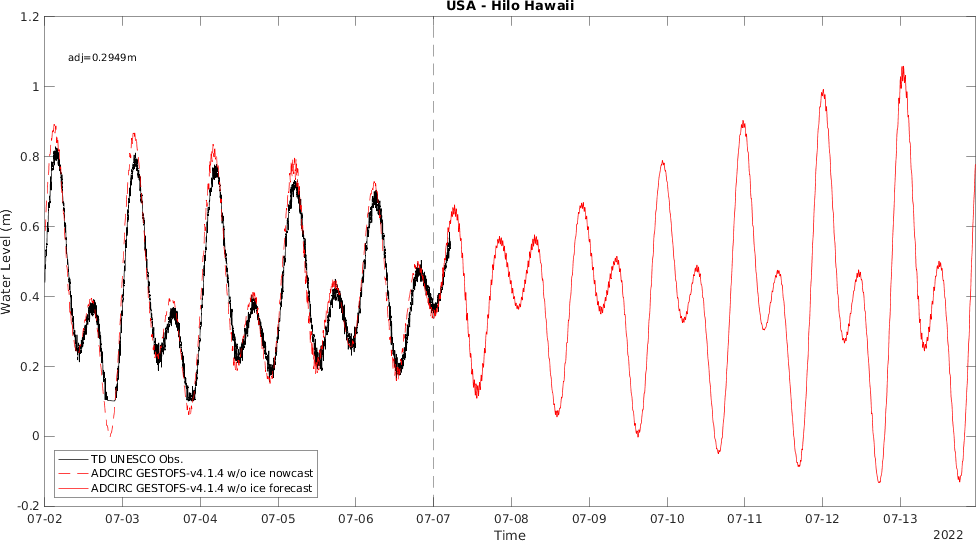 USA - Hilo Hawaii
adj=0.2949m
1.2
1
0.8
0.6
0.4
0.2
0
-0.2
Water Level (m)
TD UNESCO Obs.
ADCIRC GESTOFS-v4.1.4 w/o ice nowcast
ADCIRC GESTOFS-v4.1.4 w/o ice forecast
07-02 07-03 07-04 07-05 07-06 07-07 07-08 07-09 07-10 07-11 07-12 07-13
Time
2022